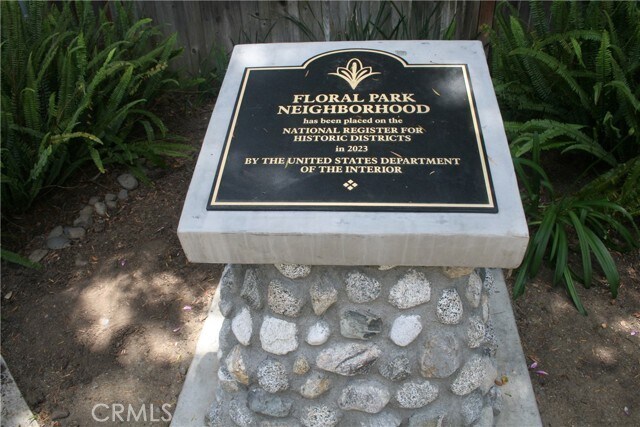 FLORAL PARK
NEIGHBORHOOD
has been placed on the
NATIONAL REGISTER FOR
HISTORIC DISTRICTS
in 2023
BY THE UNITED STATES DEPARTMENT
OF THE INTERIOR
CRMLS